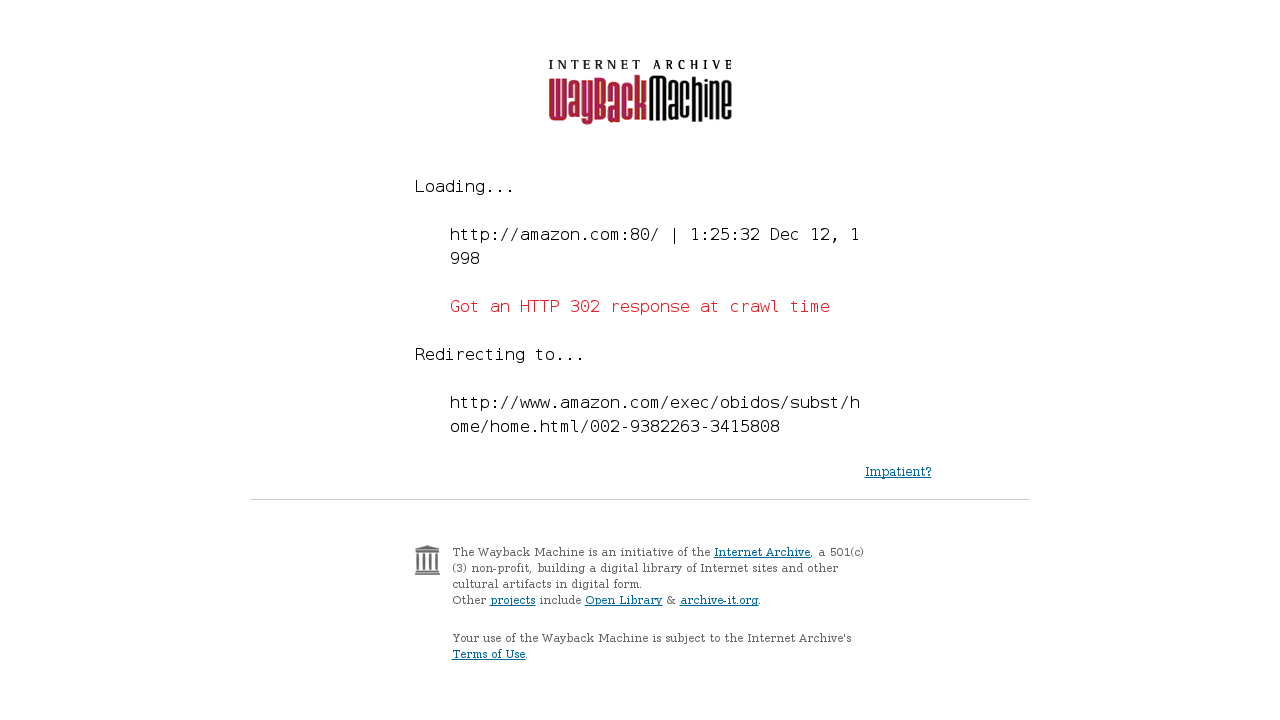 INTERNET ARCHIVE
WayBackMachine
Loading...
http://amazon.com:80/ | 1:25:32 Dec 12, 1
998
Got an HTTP 302 response at crawl time
Redirecting to...
http://www.amazon.com/exec/obidos/subst/h
ome/home.html/002-9382263-3415808
Impatient?
The Wayback Machine is an initiative of the Internet Archive, a 501(c)
(3) non-profit, building a digital library of Internet sites and other
cultural artifacts in digital form.
Other projects include Open Library & archive-it.org.
Your use of the Wayback Machine is subject to the Internet Archive's
Terms of Use.